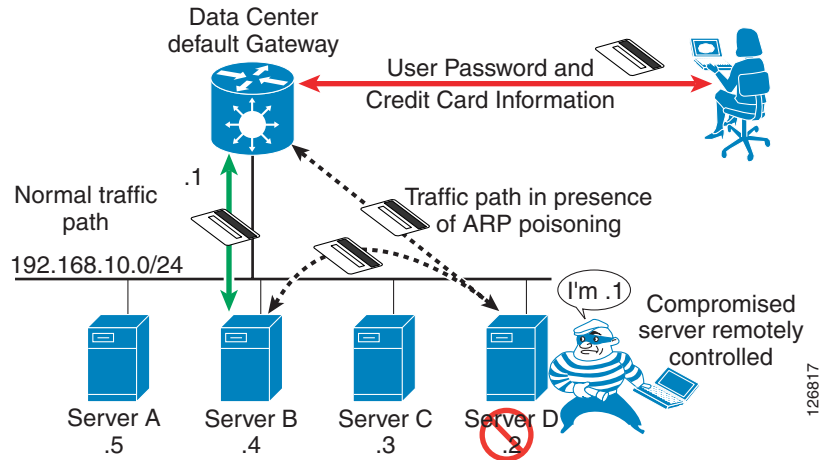 Data Center
default Gateway
User Password and
Credit Card Information
.1
Normal traffic
path
Traffic path in presence
of ARP poisoning
192.168.10.0/24
I'm .1
Compromised
server remotely
controlled
Server A
.5
Server B
.4
Server C
.3
Server D
.2
126817